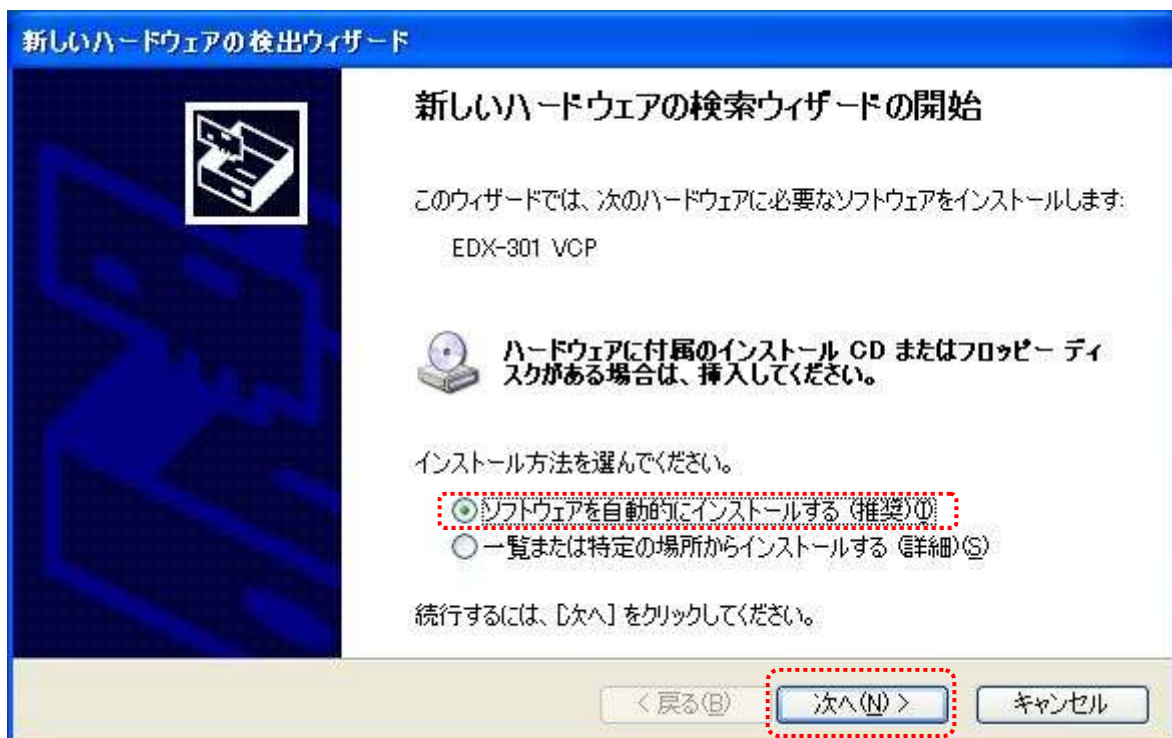 新しいハードウェアの検出ウィザード
新しいハードウェアの検索ウィザードの開始
このウィザードでは、次のハードウェアに必要なソフトウェアをインストールします:
EDX-301 VCP
ハードウェアに付属のインストール CD またはフロッピー ディ
スクがある場合は、挿入してください。
インストール方法を選んでください。
ソフトウェアを自動的にインストールする (推奨)(I)
一覧または特定の場所からインストールする (詳細)(S)
続行するには、[次へ] をクリックしてください。
< 戻る(B)
次へ(N) >
キャンセル